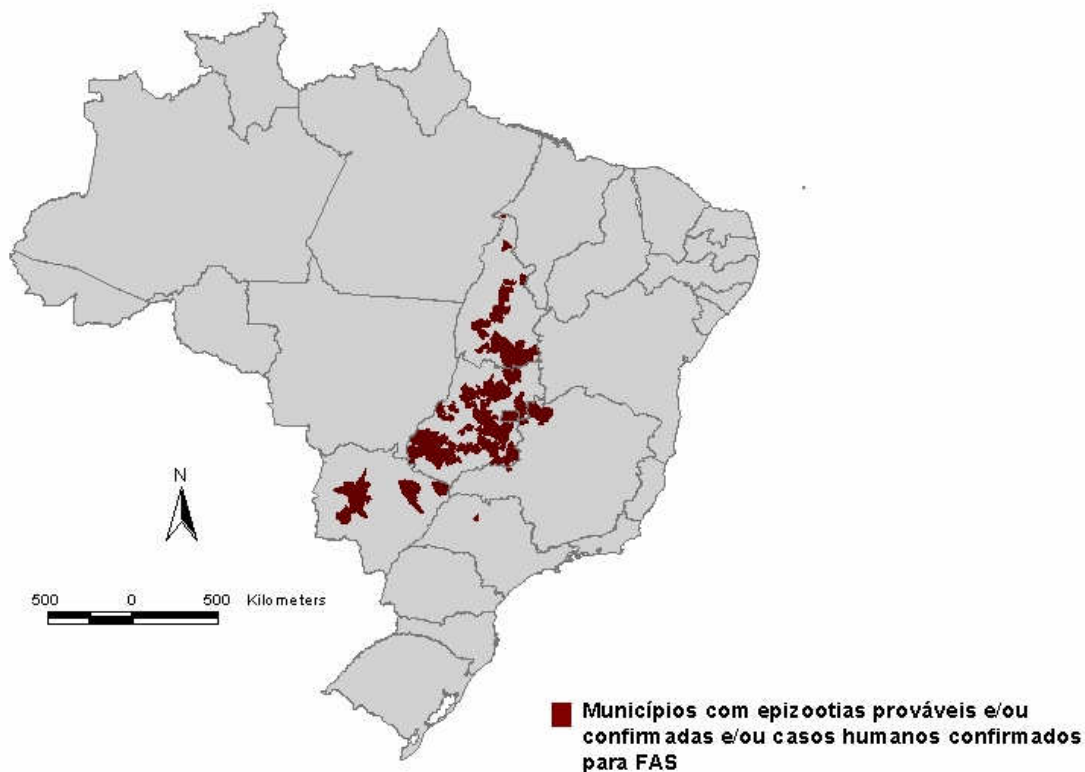 N
500 0 500 Kilometers
Municípios com epizootias prováveis e/ou
confirmadas e/ou casos humanos confirmados
para FAS